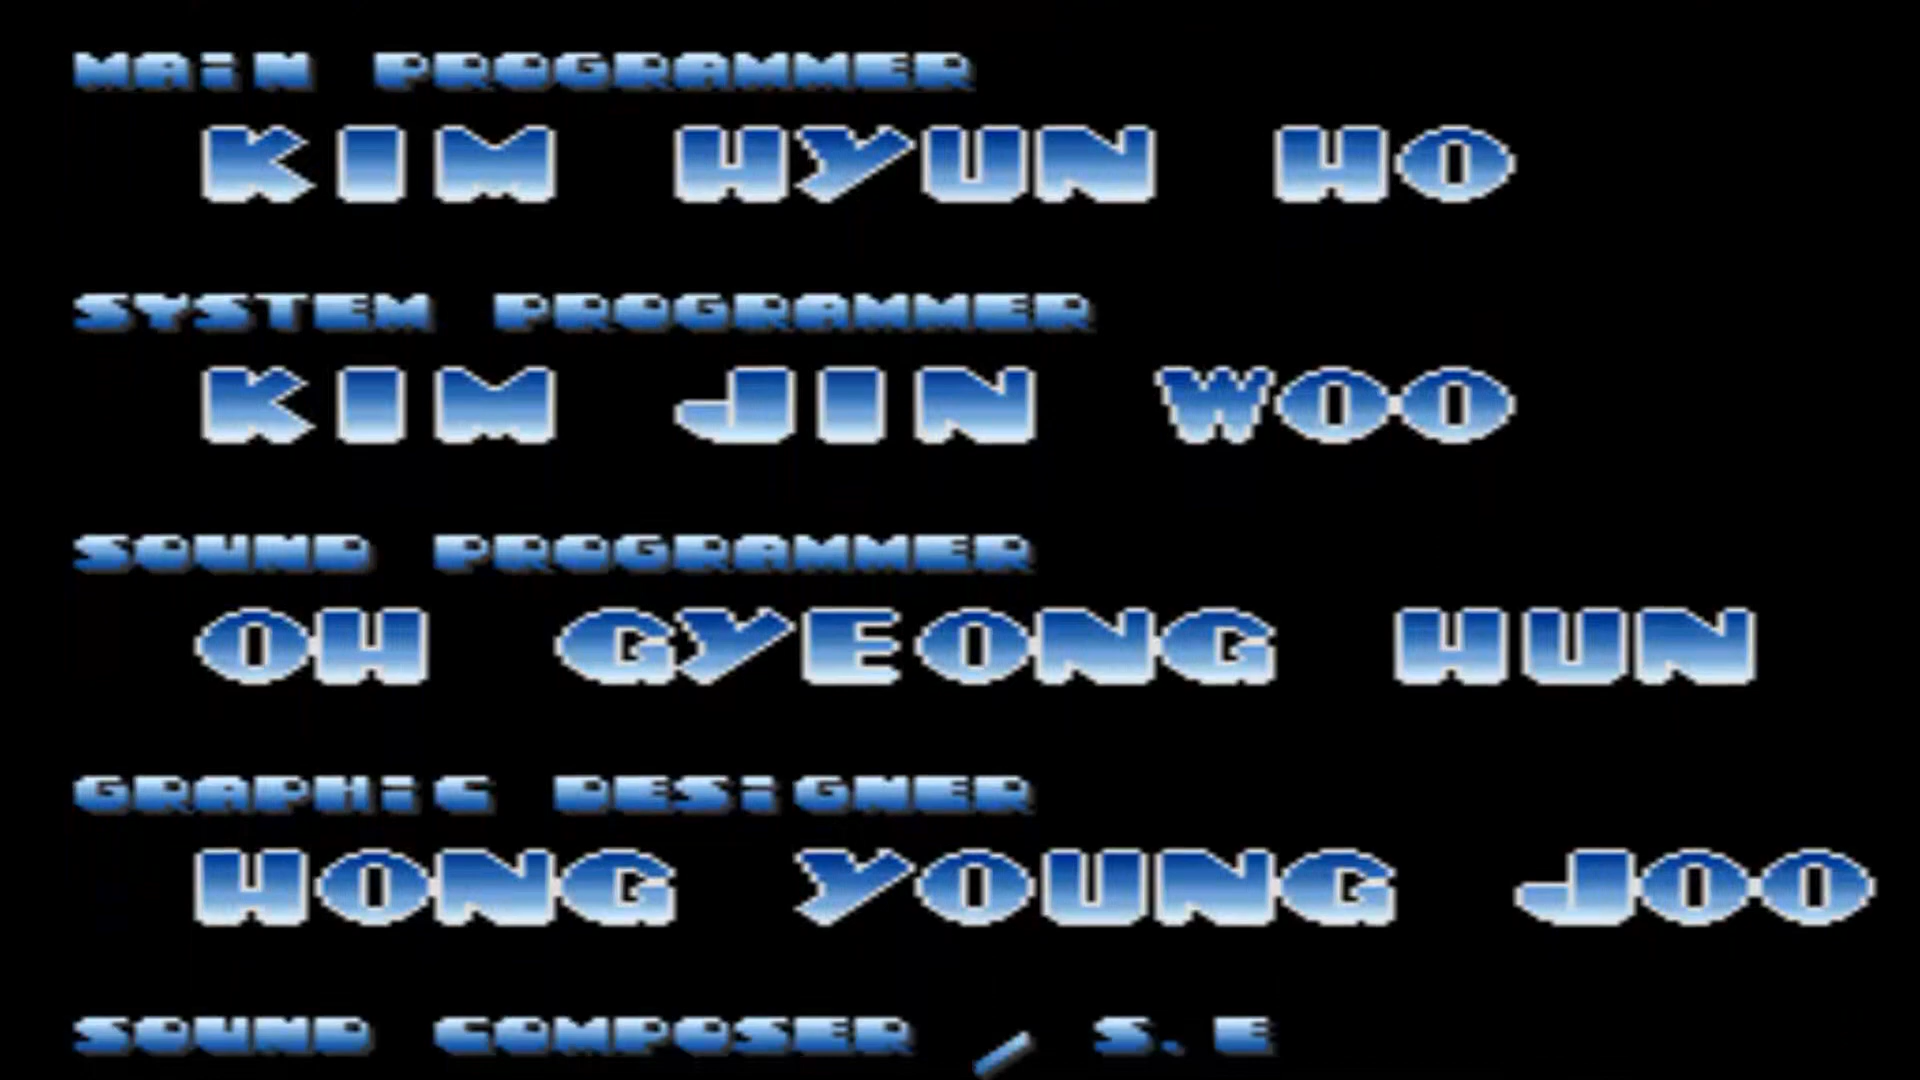 MAiN PROGRAMMER
KIM HYUN HO
SYSTEM PROGRAMMER
KIM JIN WOO
SOUND PROGRAMMER
OH GYEONG HUN
GRAPHiC DESiGNER
HONG YOUNG JOO
SOUND COMPOSER / S.E